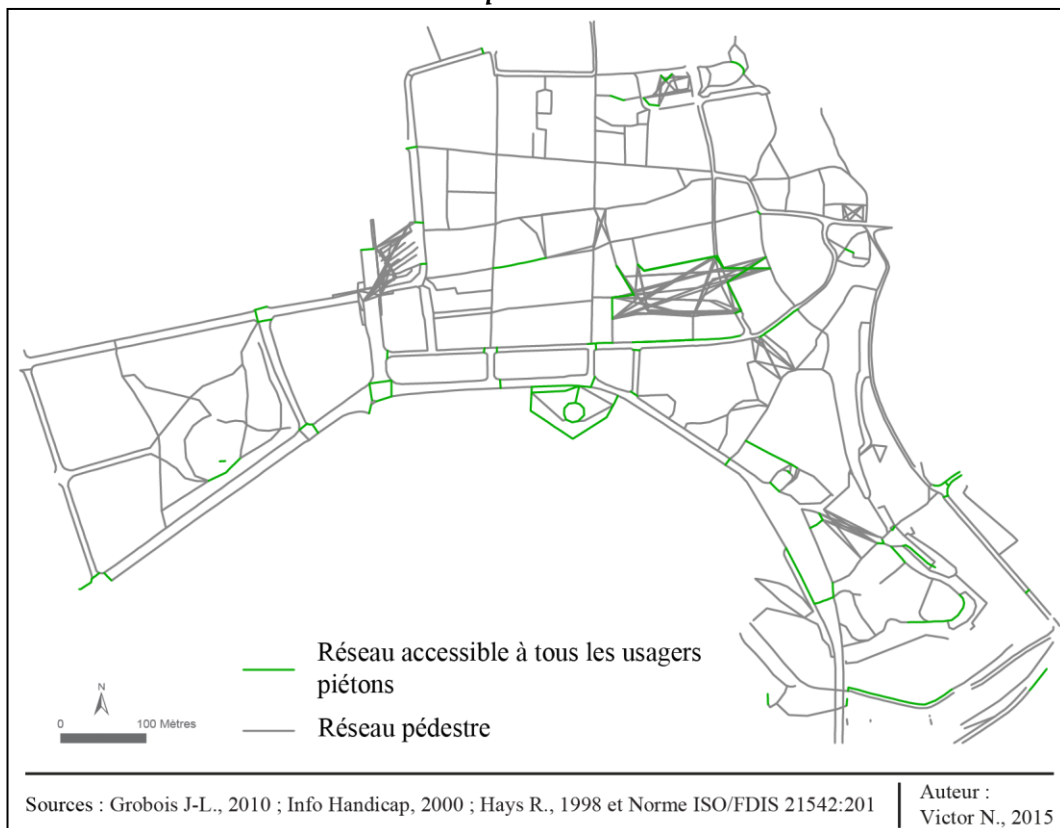 Réseau accessible à tous les usagers
piétons
Réseau pédestre
N
0 100 Mètres
Sources : Grobois J-L., 2010 ; Info Handicap, 2000 ; Hays R., 1998 et Norme ISO/FDIS 21542:201
Auteur :
Victor N., 2015